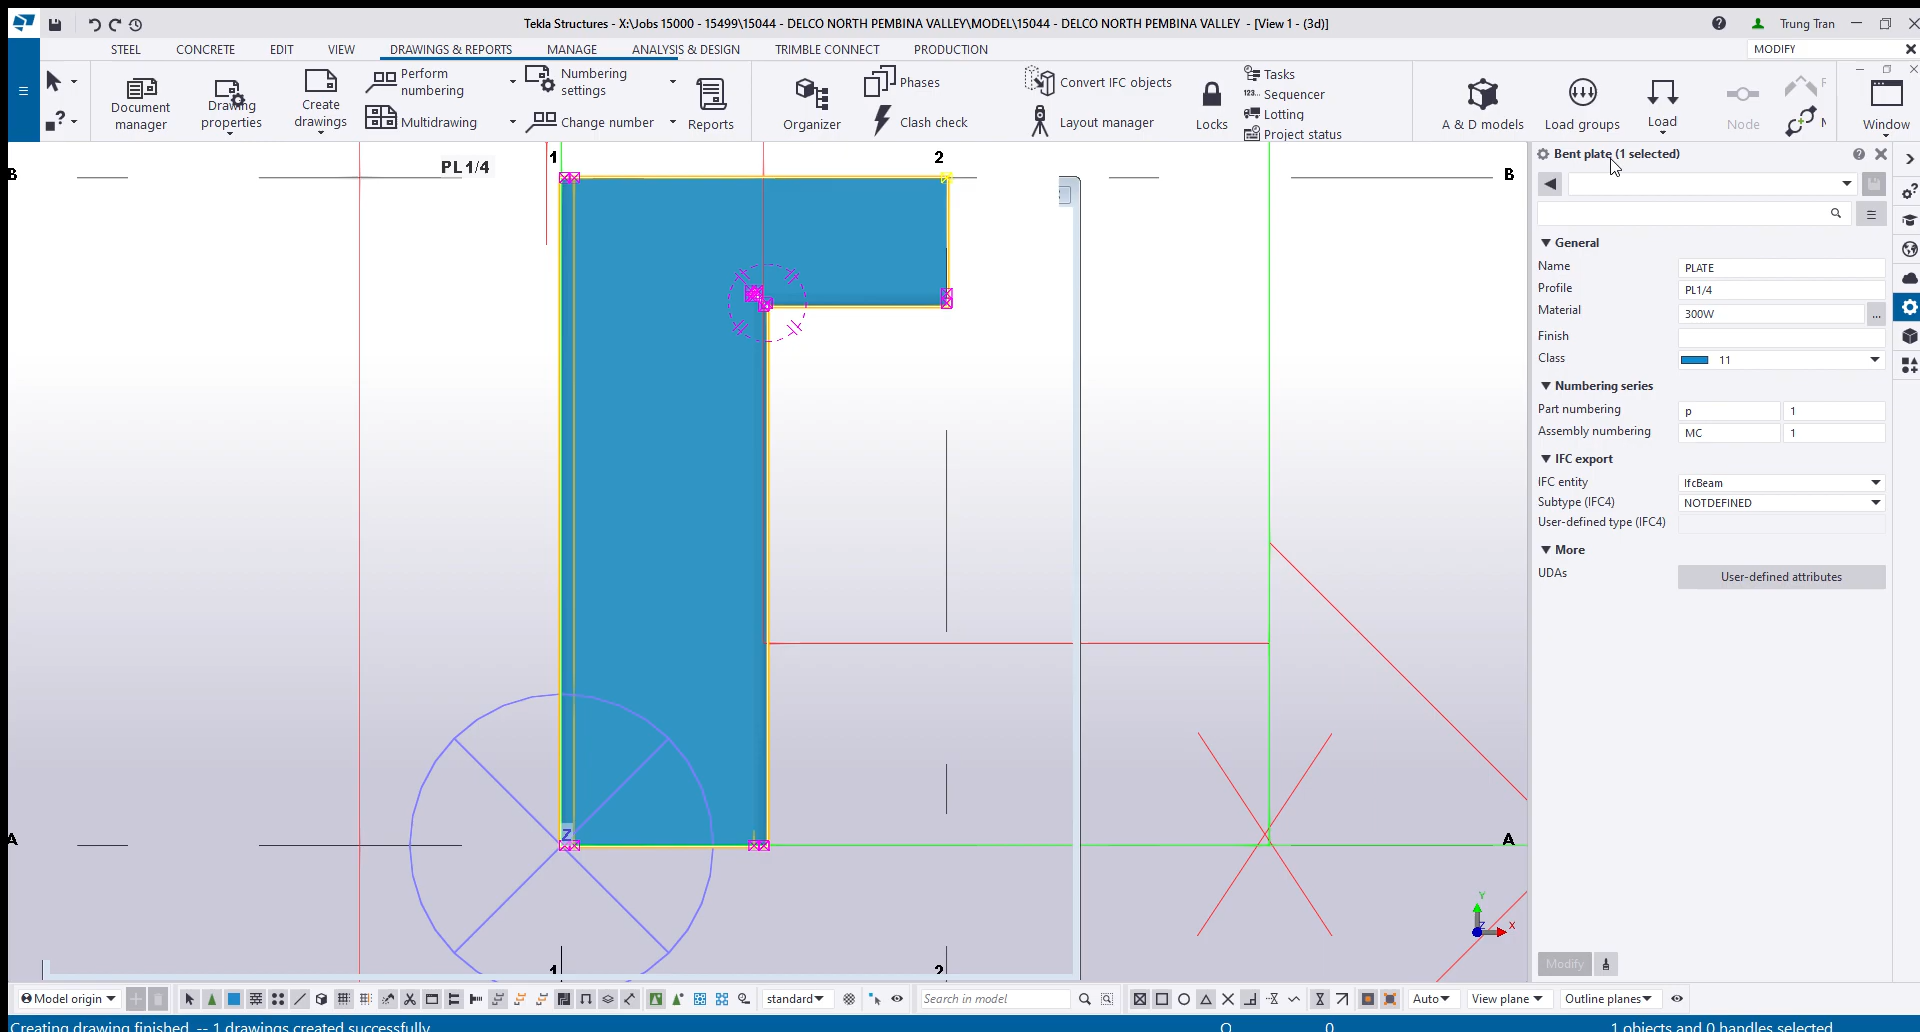 Tekla Structures - X:\Jobs 15000 - 15499\15044 - DELCO NORTH PEMBINA VALLEY\MODEL\15044 - DELCO NORTH PEMBINA VALLEY - [View 1 - (3d)]
Trung Tran
STEEL CONCRETE EDIT VIEW DRAWINGS & REPORTS MANAGE ANALYSIS & DESIGN TRIMBLE CONNECT PRODUCTION
MODIFY
Document manager
Drawing properties
Create drawings
Perform numbering
Multidrawing
Numbering settings
Change number
Reports
Organizer
Phases
Clash check
Convert IFC objects
Layout manager
Locks
Tasks
123... Sequencer
Lotting
Project status
A & D models
Load groups
Load
Node
Window
PL1/4
1
2
B
B
A
A
Z
1
2
Y
X
Z
Bent plate (1 selected)
General
Name PLATE
Profile PL1/4
Material 300W ...
Finish
Class 11
Numbering series
Part numbering p 1
Assembly numbering MC 1
IFC export
IFC entity IfcBeam
Subtype (IFC4) NOTDEFINED
User-defined type (IFC4)
More
UDAs User-defined attributes
Modify
Model origin
standard
Search in model
Auto
View plane
Outline planes
Creating drawing finished. -- 1 drawings created successfully
O
0
1 objects and 0 handles selected